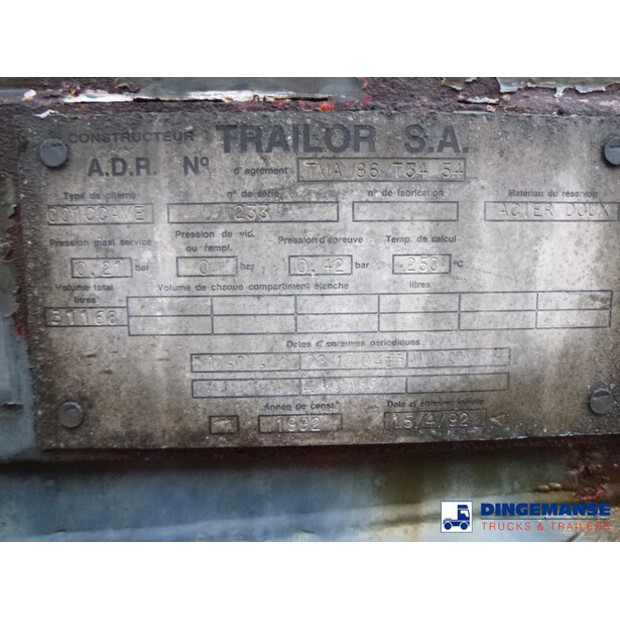 CONSTRUCTEUR TRAILOR S.A.
A.D.R. Nº d'agrément TMA 86 T34 54
Type de citerne n° de série n° de fabrication Matériau du réservoir
233 ACIER DOUX
Pression maxi service Pression de vid. ou rempl. Pression d'épreuve Temp. de calcul
0.21 bar 0 bar 0.42 bar 250 °C
Volume total litres Volume de chaque compartiment étanche litres
31168
Dates d'épreuves périodiques
Année de const. Date d'épreuve initiale
1992 15/4/92
DINGEMANSE
TRUCKS & TRAILERS